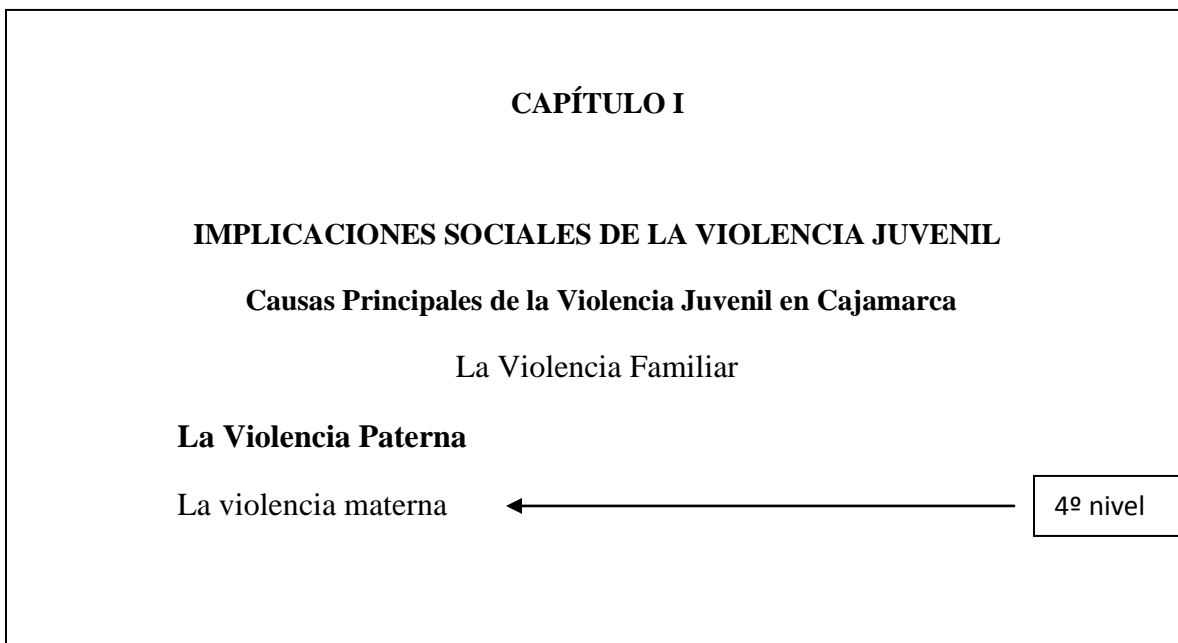 CAPÍTULO I
IMPLICACIONES SOCIALES DE LA VIOLENCIA JUVENIL
Causas Principales de la Violencia Juvenil en Cajamarca
La Violencia Familiar
La Violencia Paterna
La violencia materna
4º nivel